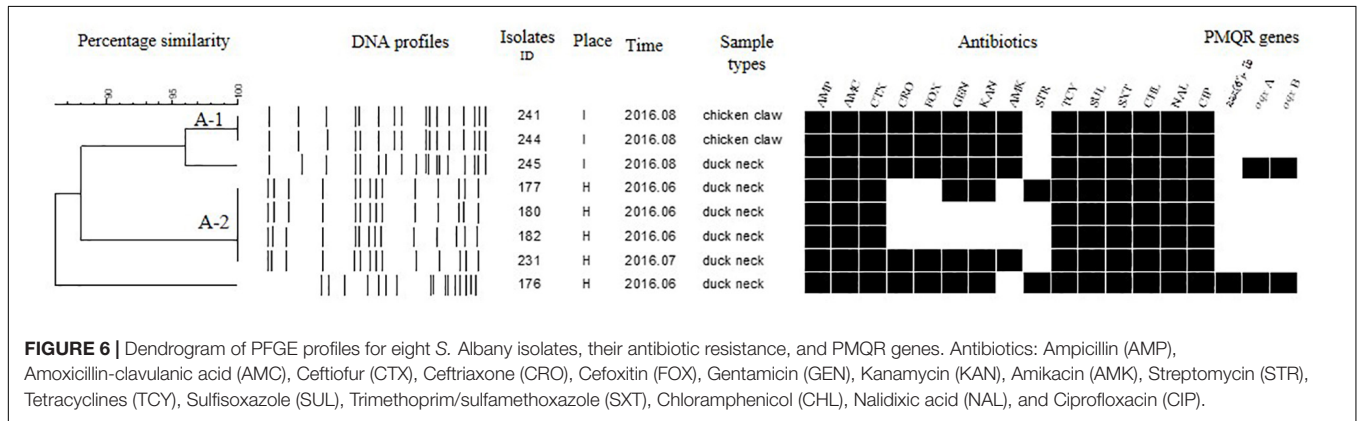 Percentage similarity DNA profiles Isolates ID Place Time Sample types Antibiotics PMQR genes
90 95 100
AMP AMC CTX CRO FOX GEN KAN AMK STR TCY SUL SXT CHL NAL CIP
A-1
241 I 2016.08 chicken claw
244 I 2016.08 chicken claw
245 I 2016.08 duck neck
177 H 2016.06 duck neck
180 H 2016.06 duck neck
A-2
182 H 2016.06 duck neck
231 H 2016.07 duck neck
176 H 2016.06 duck neck
FIGURE 6 | Dendrogram of PFGE profiles for eight S. Albany isolates, their antibiotic resistance, and PMQR genes. Antibiotics: Ampicillin (AMP),
Amoxicillin-clavulanic acid (AMC), Ceftiofur (CTX), Ceftriaxone (CRO), Cefoxitin (FOX), Gentamicin (GEN), Kanamycin (KAN), Amikacin (AMK), Streptomycin (STR),
Tetracyclines (TCY), Sulfisoxazole (SUL), Trimethoprim/sulfamethoxazole (SXT), Chloramphenicol (CHL), Nalidixic acid (NAL), and Ciprofloxacin (CIP).